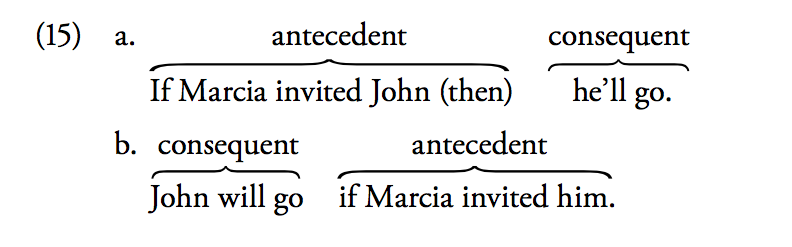 (15) a. antecedent consequent
If Marcia invited John (then) he’ll go.
b. consequent antecedent
John will go if Marcia invited him.